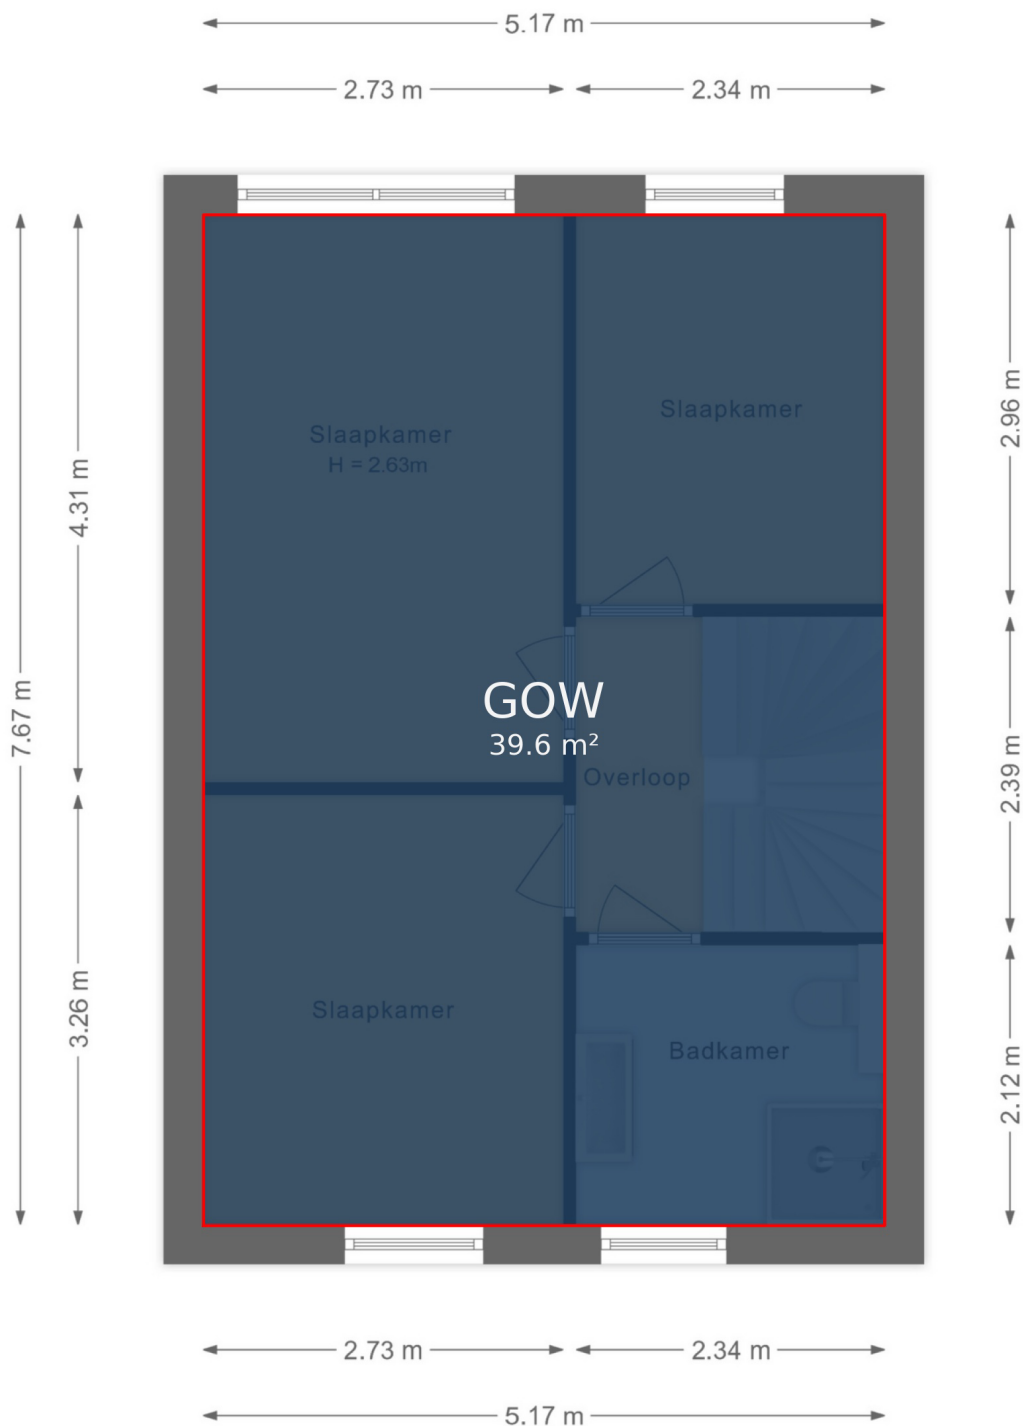 5.17 m
2.73 m
2.34 m
Slaapkamer
H = 2.63m
Slaapkamer
2.96 m
4.31 m
7.67 m
GOW
39.6 m²
Overloop
2.39 m
3.26 m
Slaapkamer
Badkamer
2.12 m
2.73 m
2.34 m
5.17 m